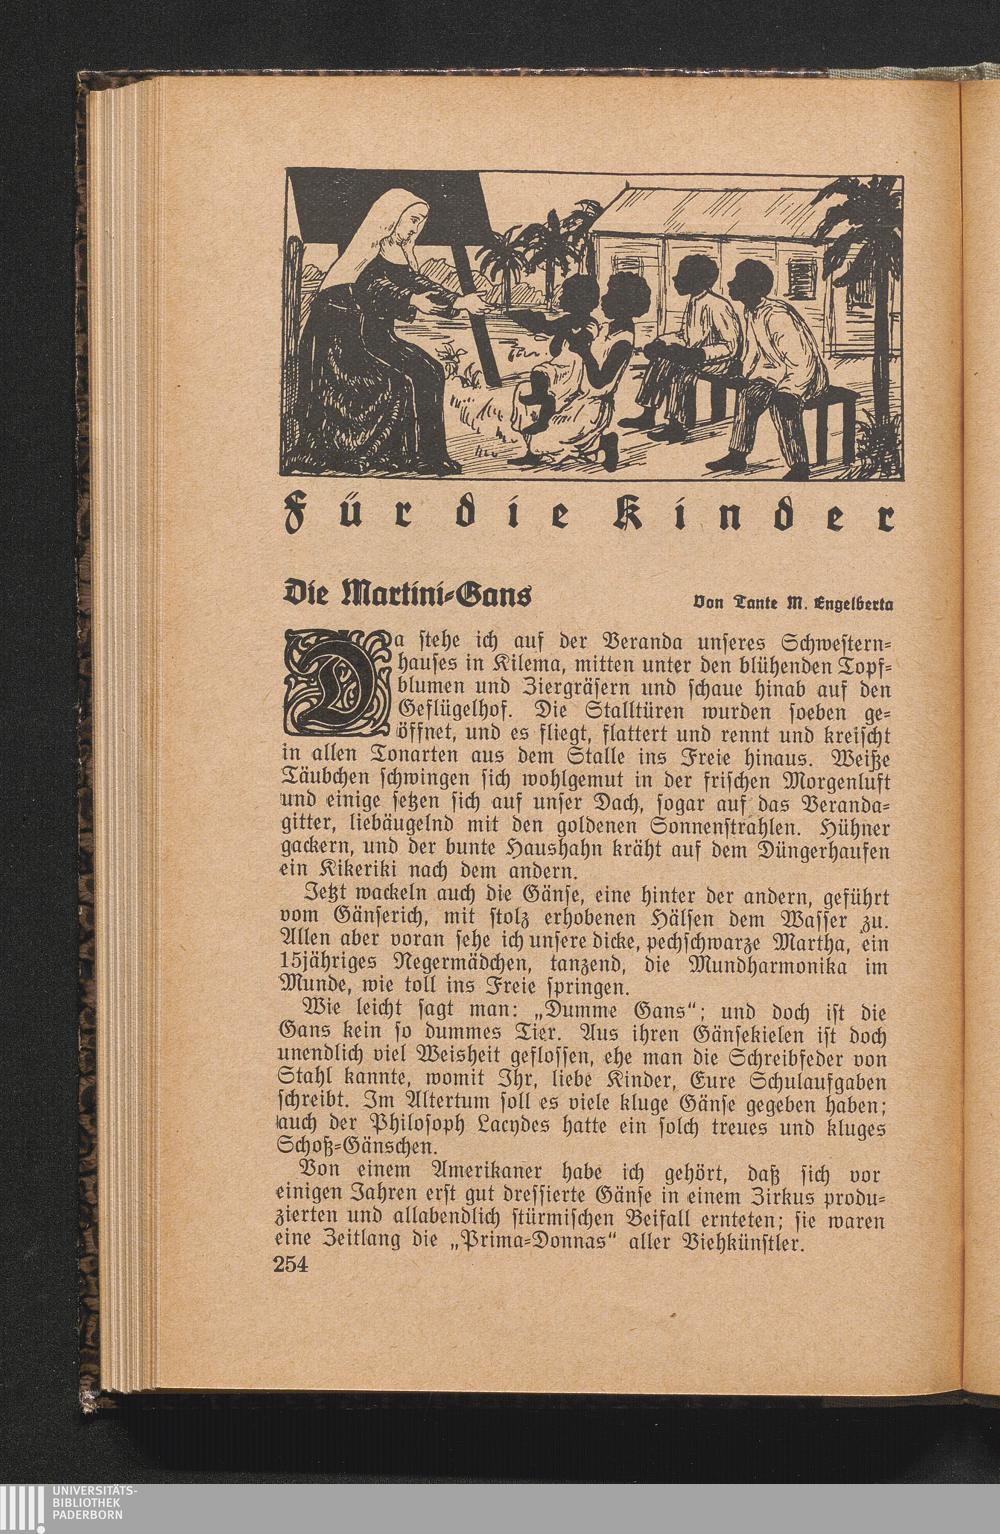 Für die Kinder
Die Martini-Gans
Von Tante M. Engelberta
Da stehe ich auf der Veranda unseres Schwestern-
hauses in Kilema, mitten unter den blühenden Topf-
blumen und Ziergräsern und schaue hinab auf den
Geflügelhof. Die Stalltüren wurden soeben ge-
öffnet, und es fliegt, flattert und rennt und kreischt
in allen Tonarten aus dem Stalle ins Freie hinaus. Weiße
Täubchen schwingen sich wohlgemut in der frischen Morgenluft
und einige setzen sich auf unser Dach, sogar auf das Veranda-
gitter, liebäugelnd mit den goldenen Sonnenstrahlen. Hühner
gackern, und der bunte Haushahn kräht auf dem Düngerhaufen
ein Kikeriki nach dem andern.
Jetzt wackeln auch die Gänse, eine hinter der andern, geführt
vom Gänserich, mit stolz erhobenen Hälsen dem Wasser zu.
Allen aber voran sehe ich unsere dicke, pechschwarze Martha, ein
15jähriges Negermädchen, tanzend, die Mundharmonika im
Munde, wie toll ins Freie springen.
Wie leicht sagt man: „Dumme Gans“; und doch ist die
Gans kein so dummes Tier. Aus ihren Gänsekielen ist doch
unendlich viel Weisheit geflossen, ehe man die Schreibfeder von
Stahl kannte, womit Ihr, liebe Kinder, Eure Schulaufgaben
schreibt. Im Altertum soll es viele kluge Gänse gegeben haben;
auch der Philosoph Lacydes hatte ein solch treues und kluges
Schoß-Gänschen.
Von einem Amerikaner habe ich gehört, daß sich vor
einigen Jahren erst gut dressierte Gänse in einem Zirkus produ-
zierten und allabendlich stürmischen Beifall ernteten; sie waren
eine Zeitlang die „Prima-Donnas“ aller Viehkünstler.
254
UNIVERSITÄTS-
BIBLIOTHEK
PADERBORN